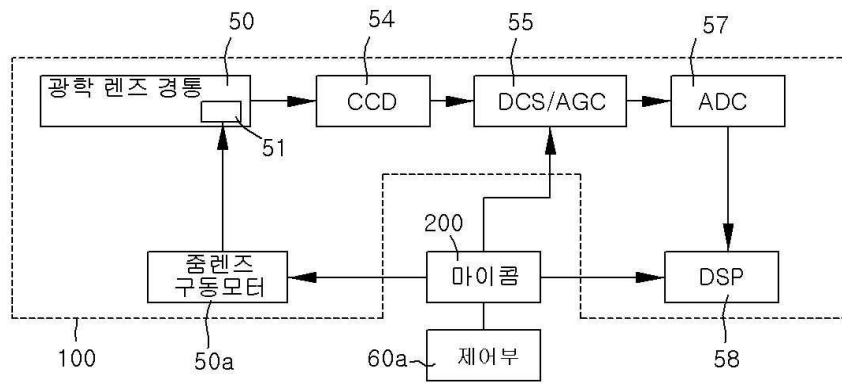 50
54
55
57
광학 렌즈 경통
CCD
DCS/AGC
ADC
51
200
줌렌즈
구동모터
마이콤
DSP
100
50a
60a
제어부
58